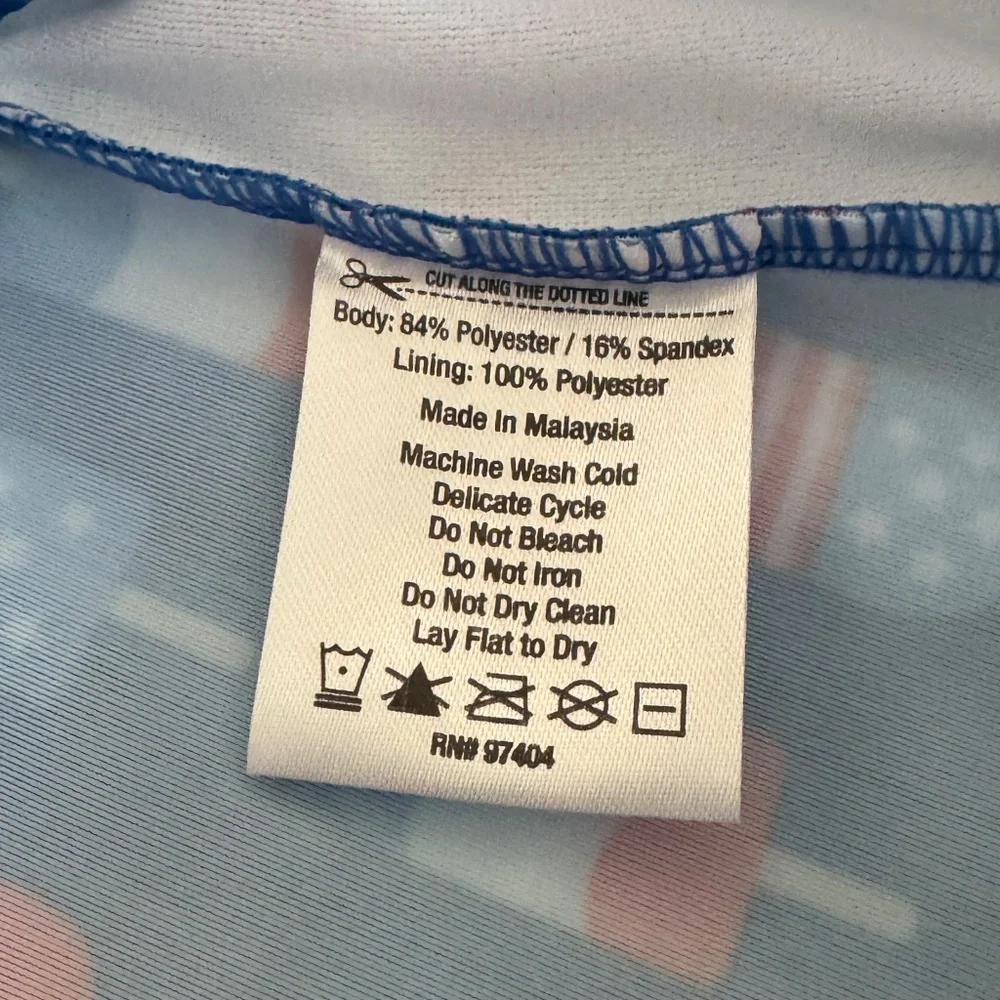 CUT ALONG THE DOTTED LINE
Body: 84% Polyester / 16% Spandex
Lining: 100% Polyester
Made In Malaysia
Machine Wash Cold
Delicate Cycle
Do Not Bleach
Do Not Iron
Do Not Dry Clean
Lay Flat to Dry
RN# 97404